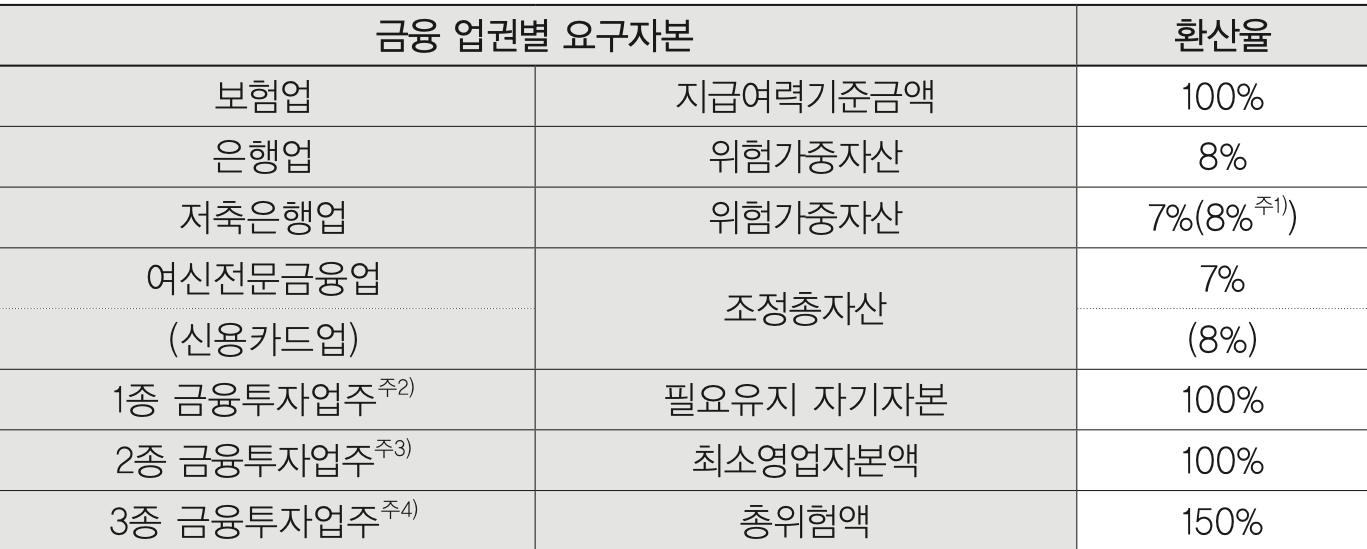 금융 업권별 요구자본 환산율
보험업 지급여력기준금액 100%
은행업 위험가중자산 8%
저축은행업 위험가중자산 7%(8%주1))
여신전문금융업 7%
조정총자산
(신용카드업) (8%)
1종 금융투자업주주2) 필요유지 자기자본 100%
2종 금융투자업주주3) 최소영업자본액 100%
3종 금융투자업주주4) 총위험액 150%